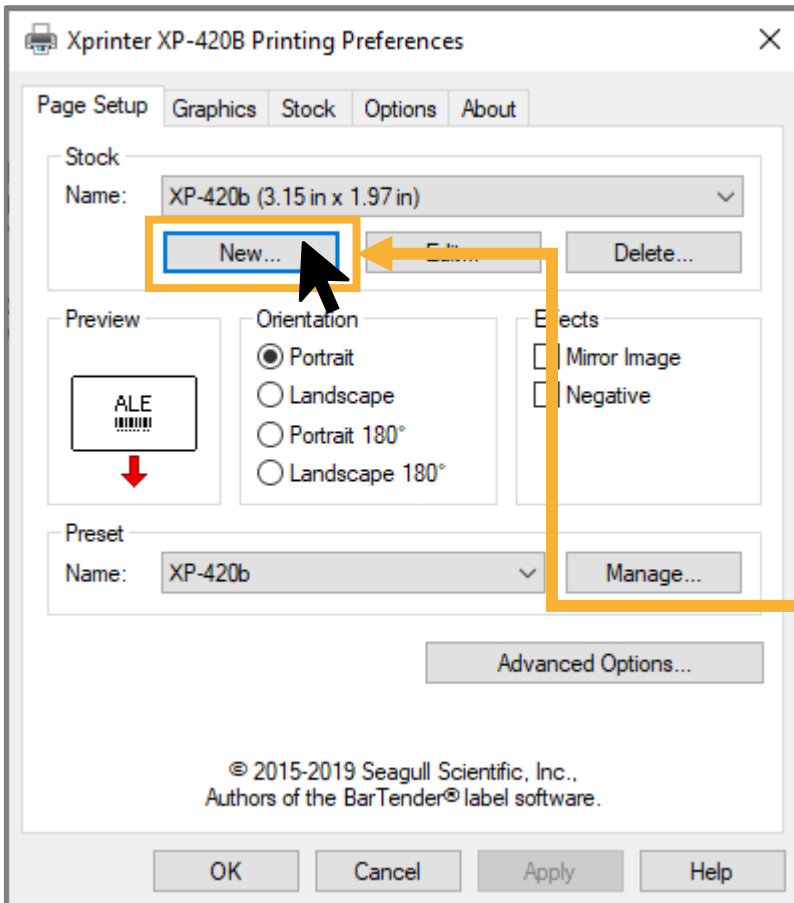 Xprinter XP-420B Printing Preferences
Page Setup Graphics Stock Options About
Stock
Name: XP-420b (3.15 in x 1.97 in)
New... Delete...
Preview
ALE
Orientation
Portrait
Landscape
Portrait 180°
Landscape 180°
Effects
Mirror Image
Negative
Preset
Name: XP-420b Manage...
Advanced Options...
© 2015-2019 Seagull Scientific, Inc.,
Authors of the BarTender® label software.
OK Cancel Apply Help